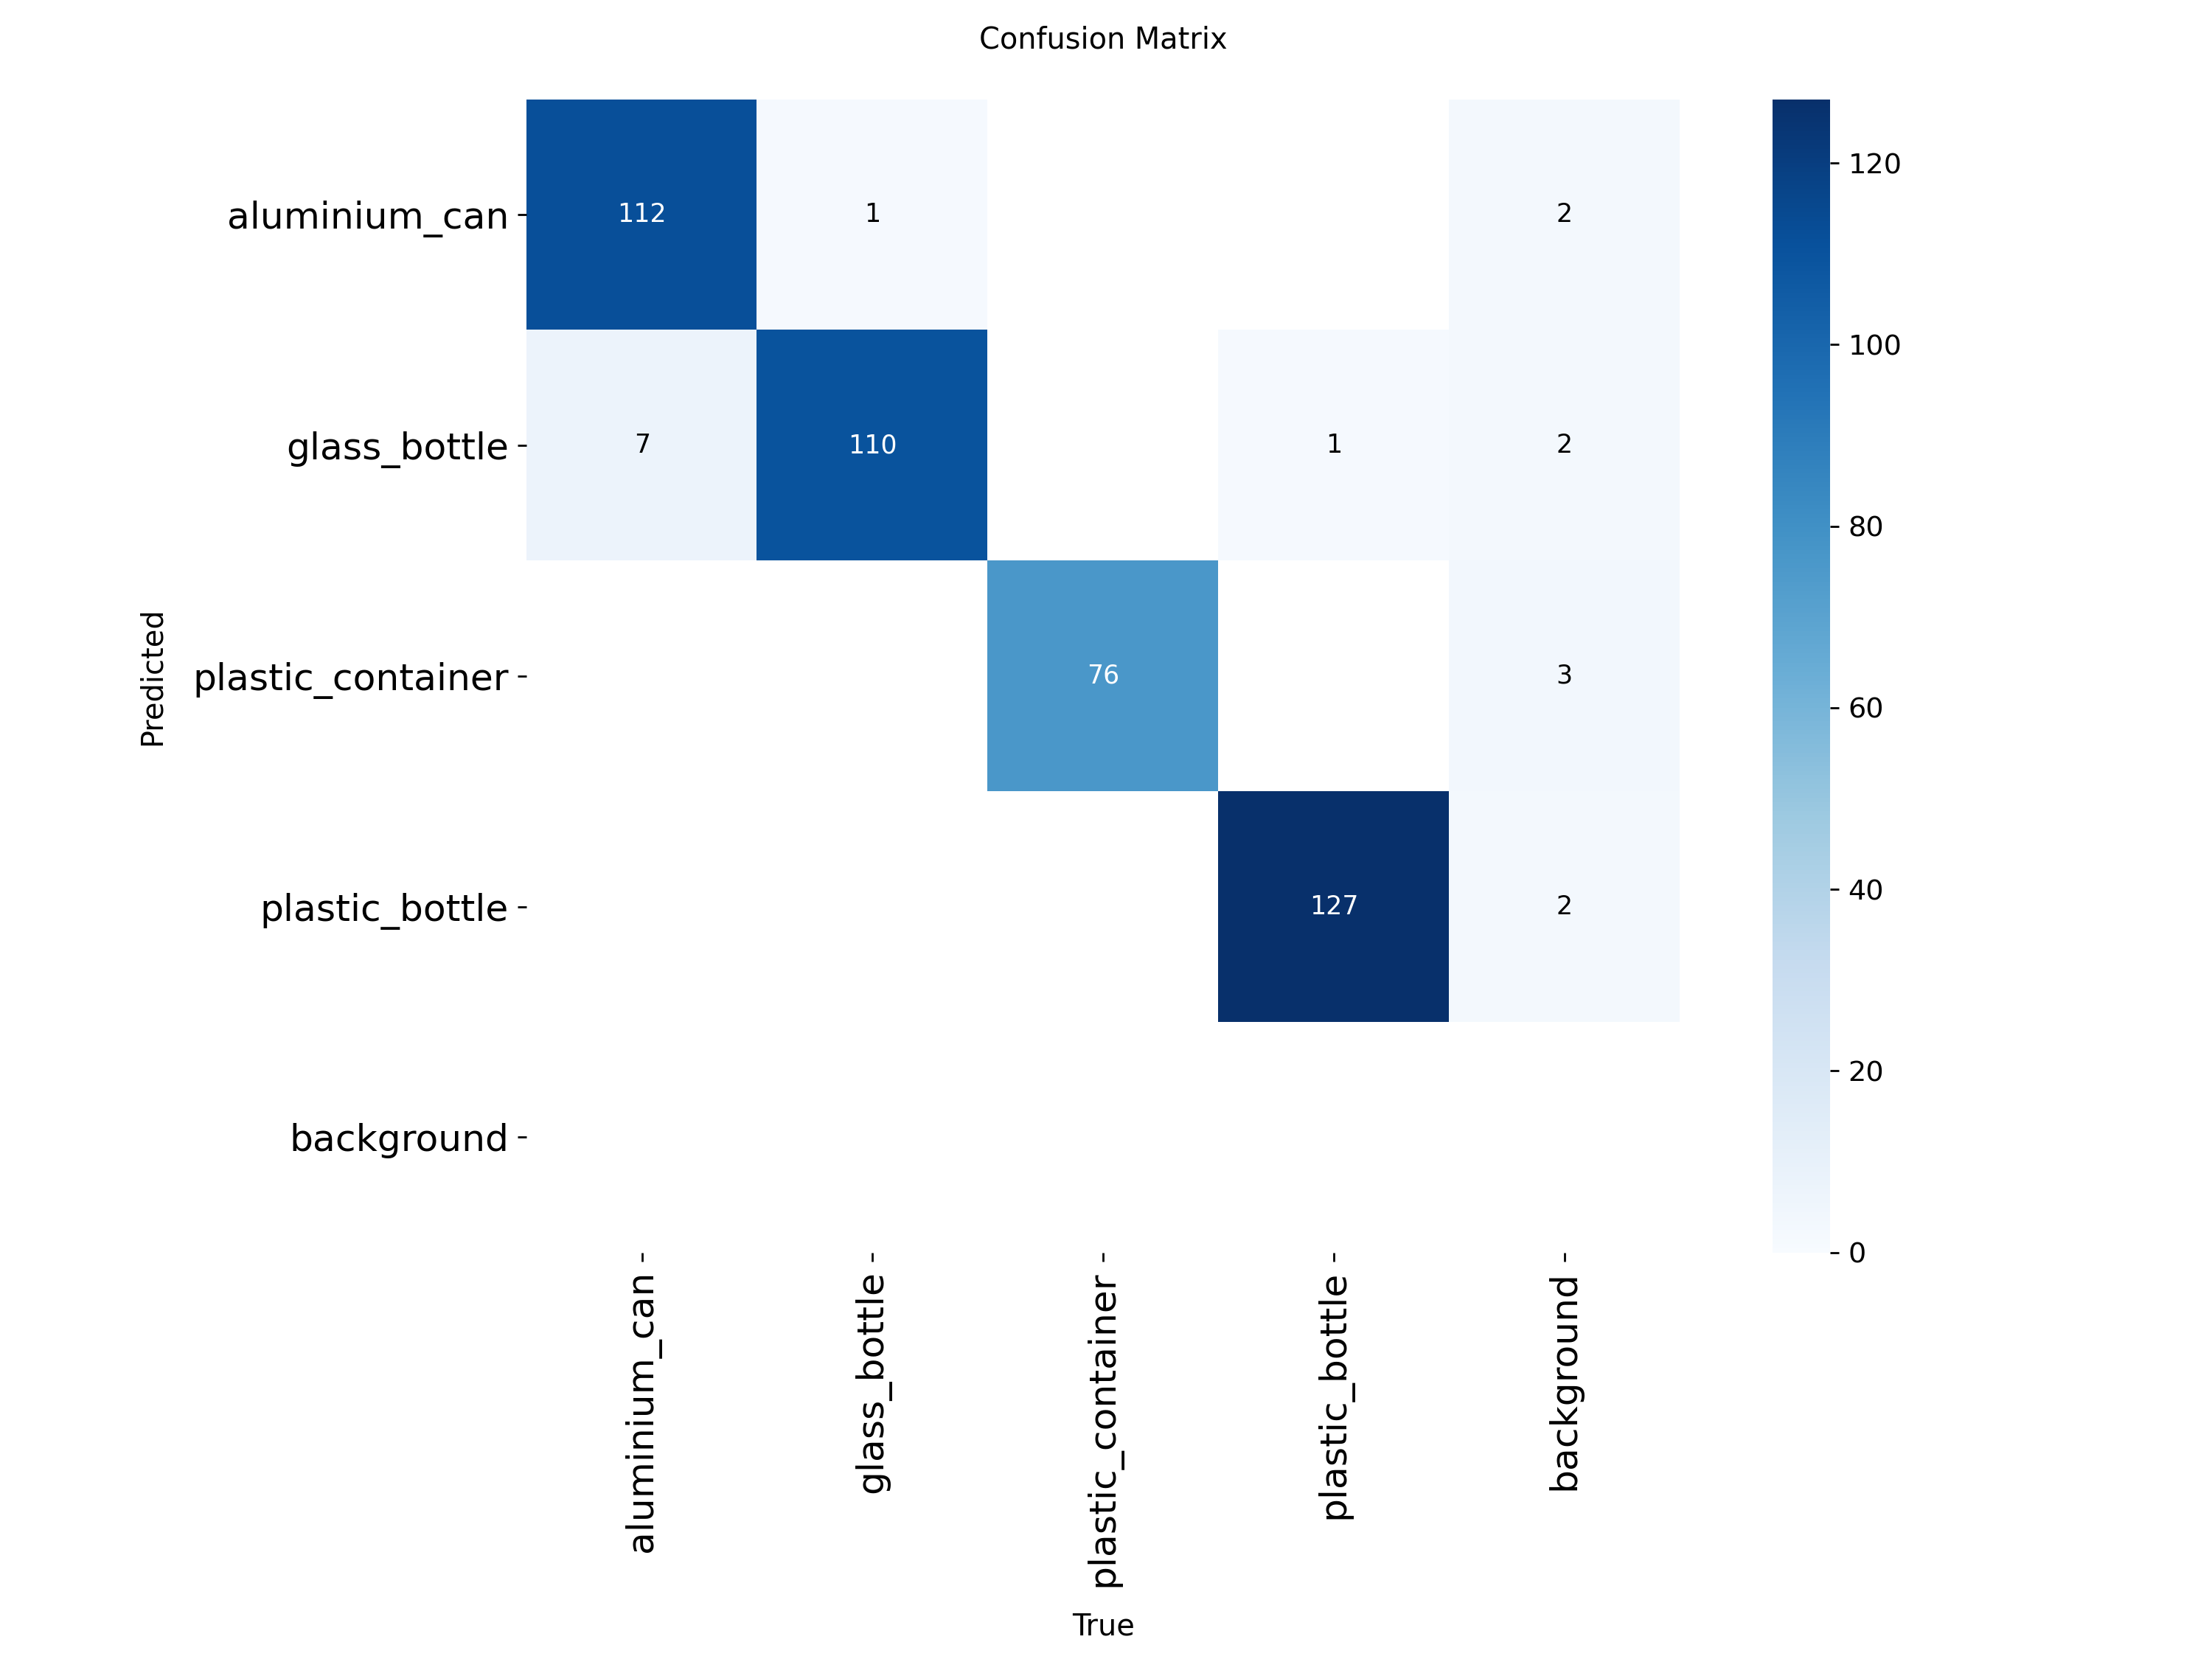 Confusion Matrix
aluminium_can
112
1
2
120
100
glass_bottle
7
110
1
2
80
Predicted
plastic_container
76
3
60
plastic_bottle
127
2
40
20
background
0
aluminium_can
glass_bottle
plastic_container
plastic_bottle
background
True